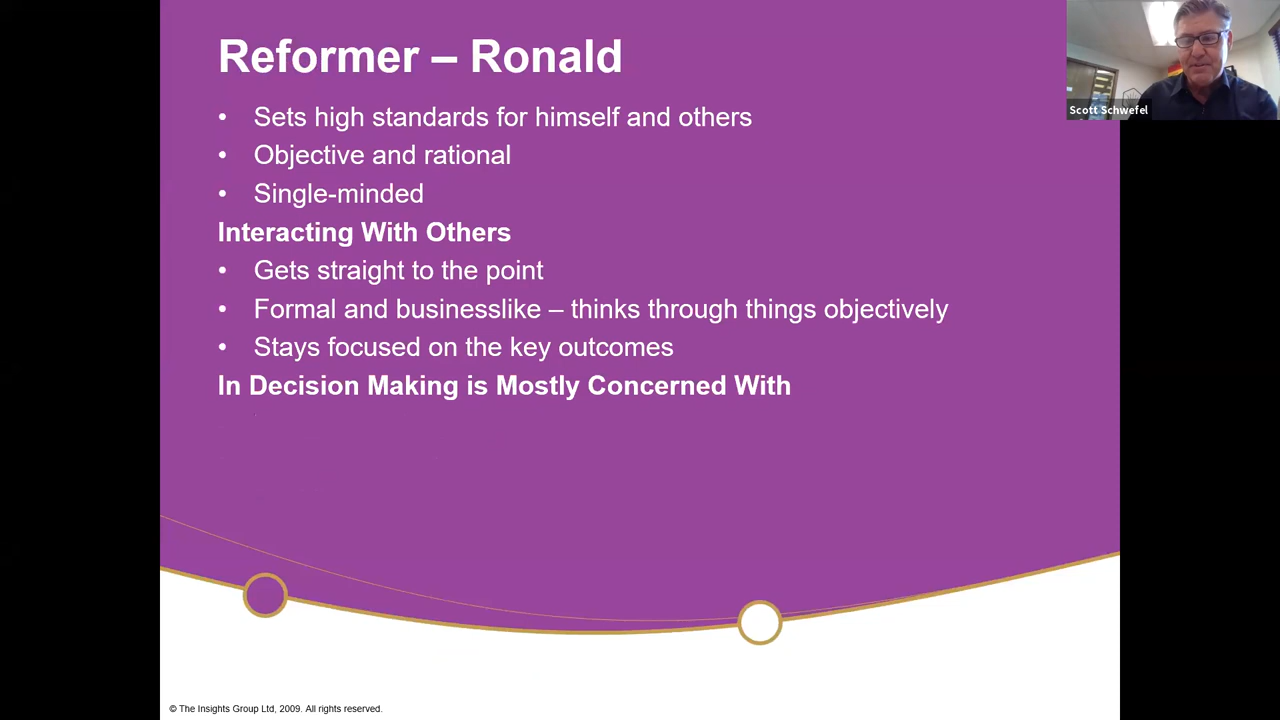 Reformer – Ronald
• Sets high standards for himself and others
• Objective and rational
• Single-minded
Interacting With Others
• Gets straight to the point
• Formal and businesslike – thinks through things objectively
• Stays focused on the key outcomes
In Decision Making is Mostly Concerned With
Scott Schwefel
© The Insights Group Ltd, 2009. All rights reserved.